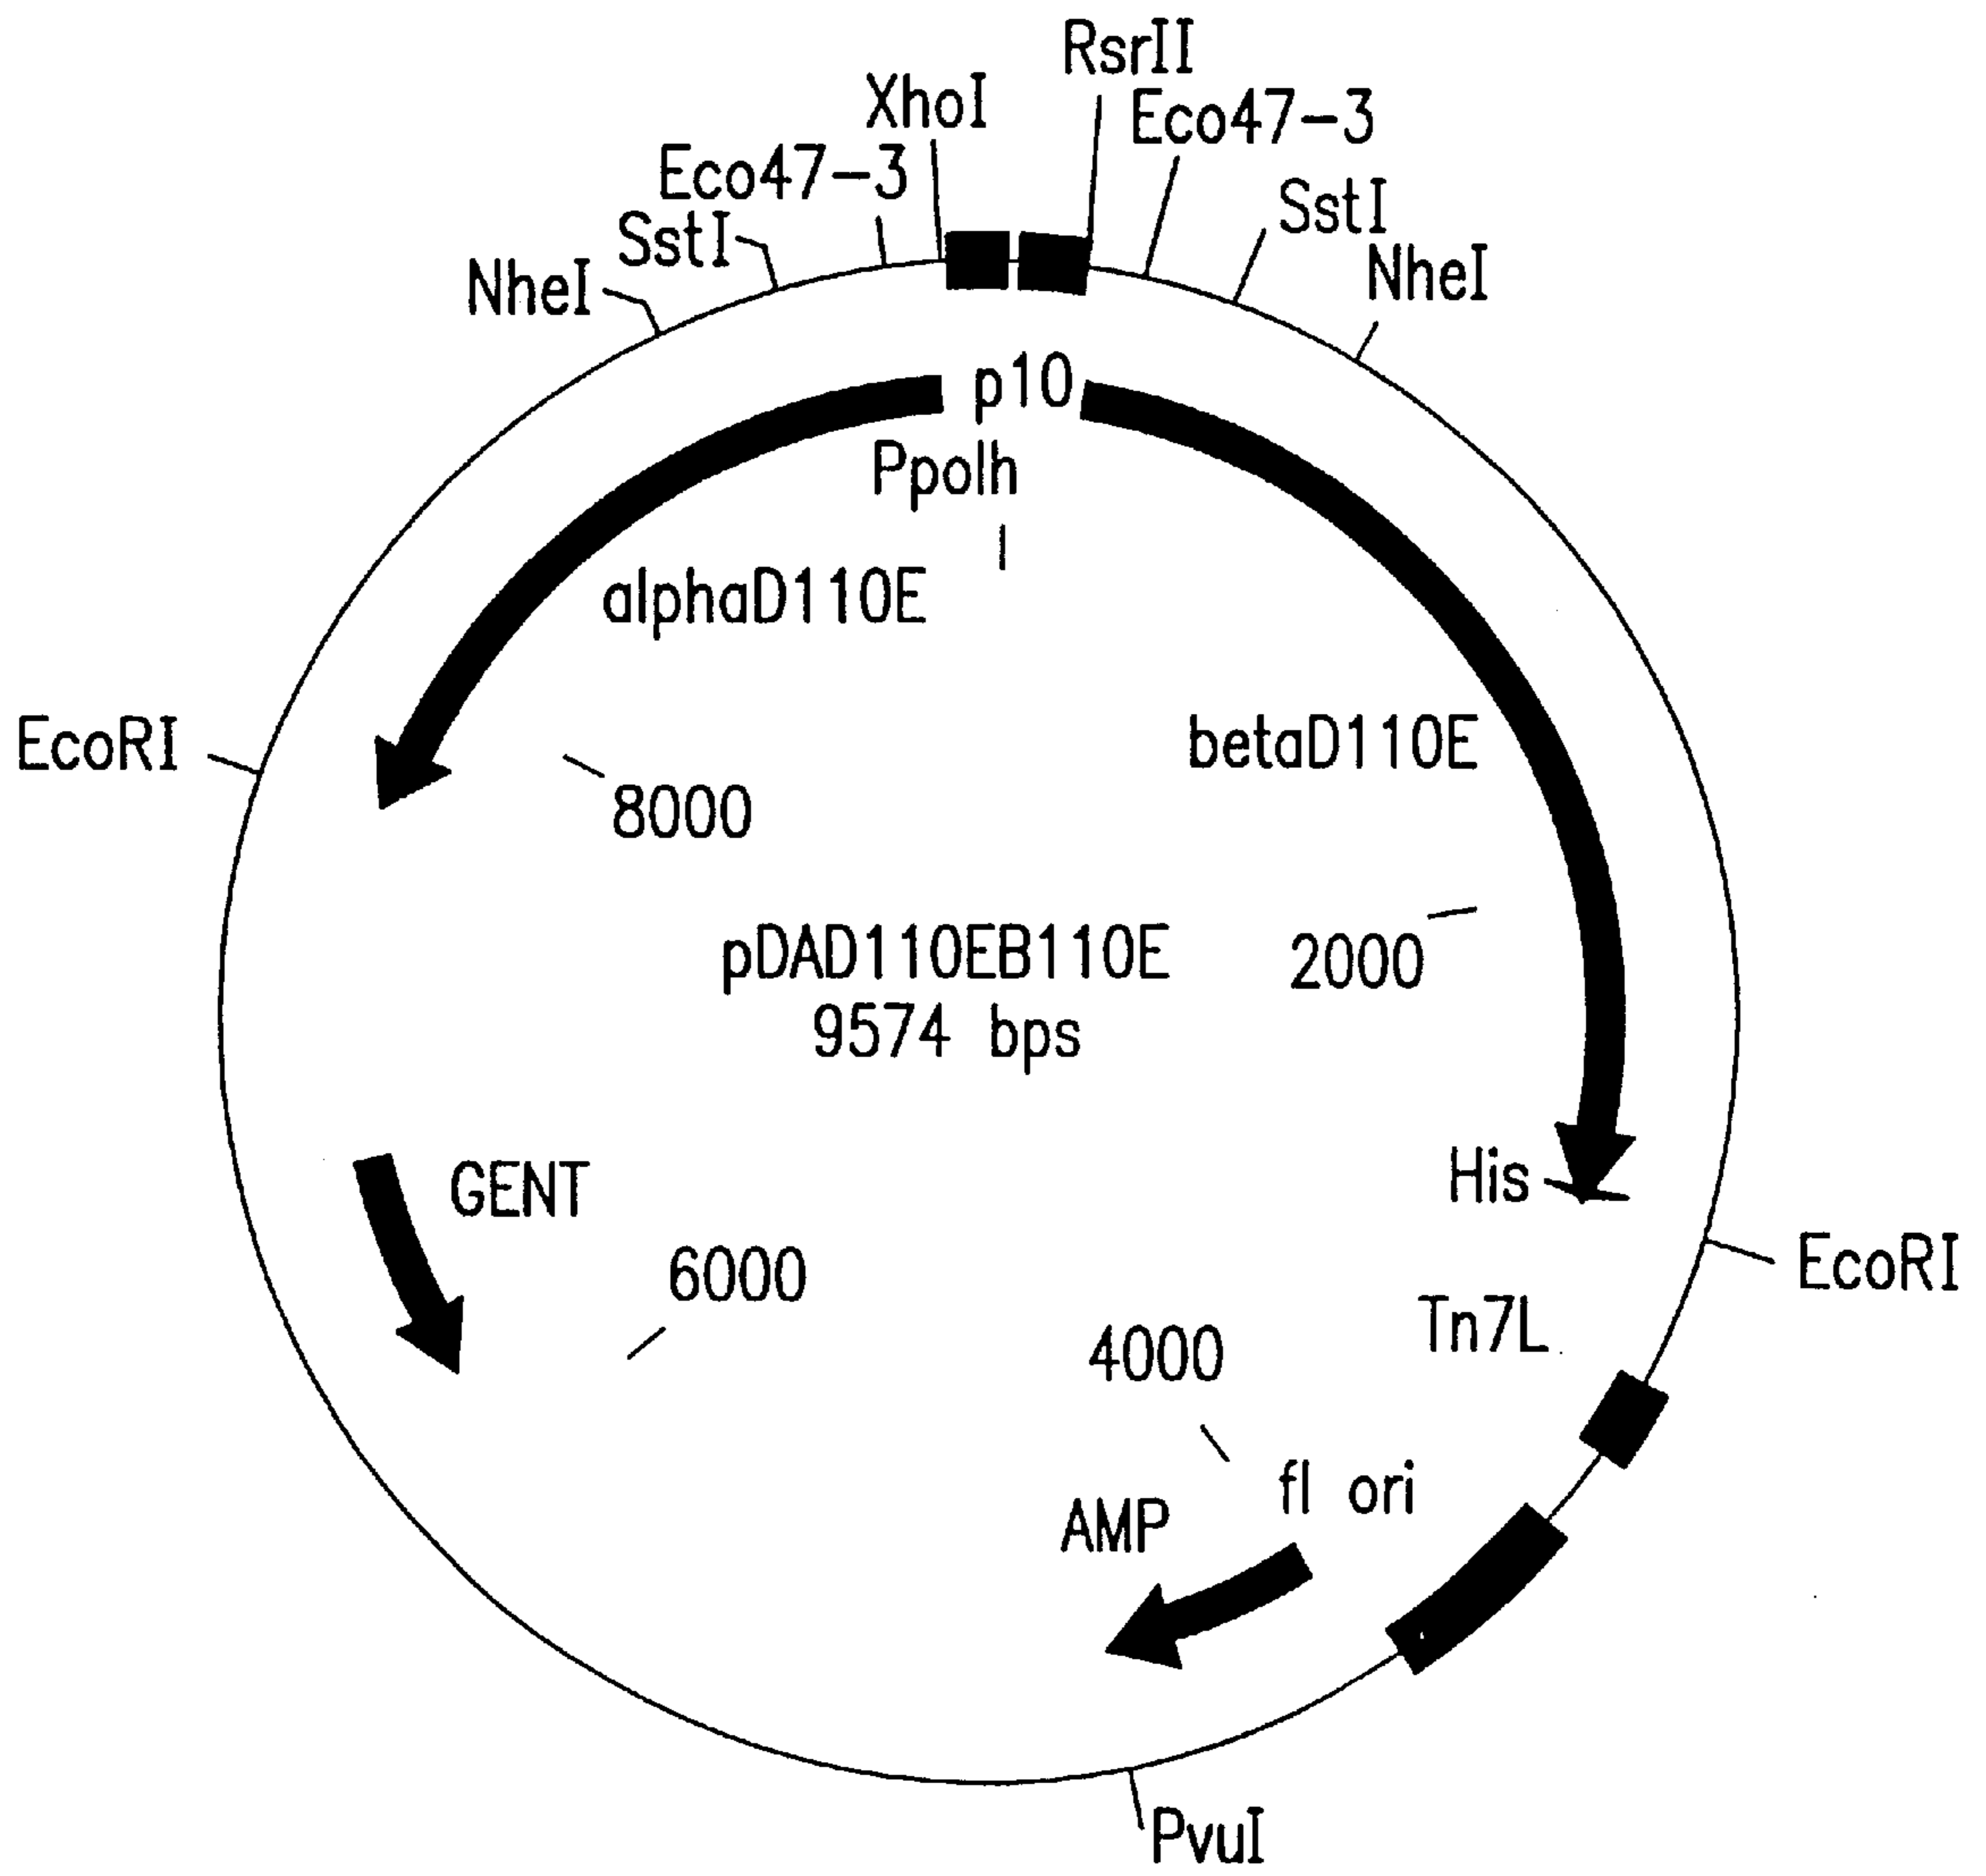 RsrII
XhoI
Eco47-3
Eco47-3
SstI
SstI
NheI
NheI
p10
Ppolh
alphaD110E
EcoRI
betaD110E
8000
pDAD110EB110E
2000
9574 bps
His
GENT
6000
EcoRI
Tn7L
4000
fl ori
AMP
PvuI